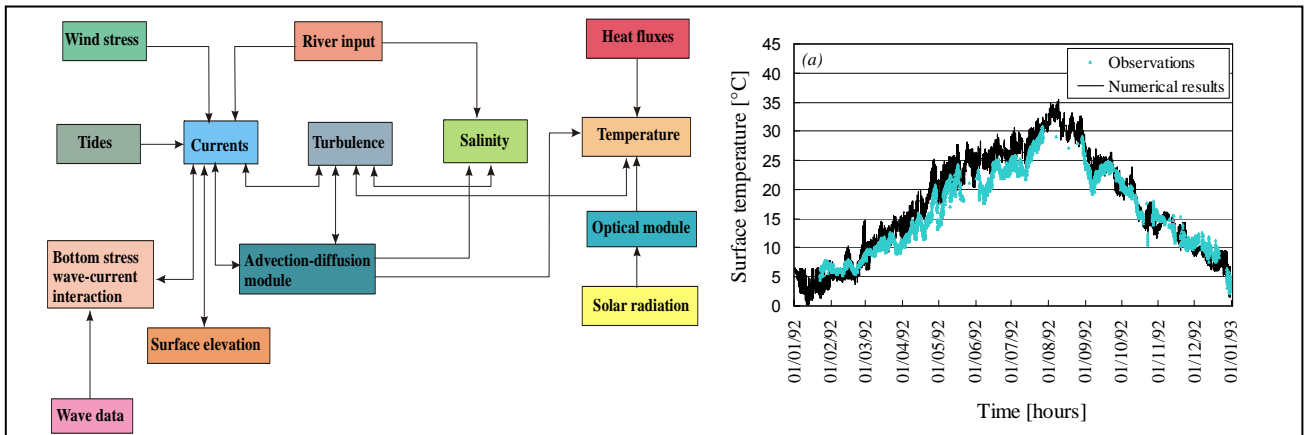 Wind stress
River input
Heat fluxes
Tides
Currents
Turbulence
Salinity
Temperature
Bottom stress
wave-current
interaction
Advection-diffusion
module
Optical module
Surface elevation
Solar radiation
Wave data
(a)
Observations
Numerical results
Surface temperature [°C]
45
40
35
30
25
20
15
10
5
0
01/01/92
01/02/92
01/03/92
01/04/92
01/05/92
01/06/92
01/07/92
01/08/92
01/09/92
01/10/92
01/11/92
01/12/92
01/01/93
Time [hours]